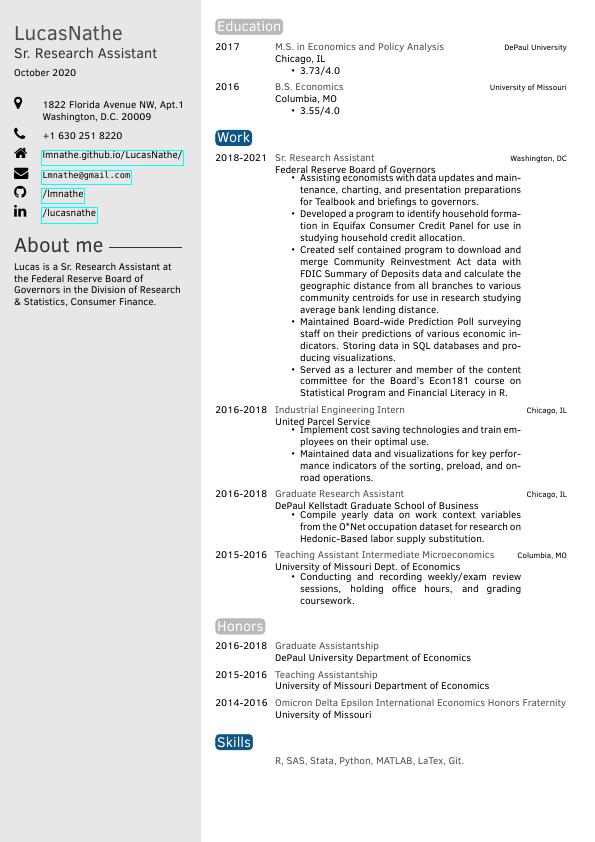 LucasNathe
Sr. Research Assistant
October 2020
1822 Florida Avenue NW, Apt.1
Washington, D.C. 20009
+1 630 251 8220
lmnathe.github.io/LucasNathe/
Lmnathe@gmail.com
/lmnathe
/lucasnathe
About me
Lucas is a Sr. Research Assistant at
the Federal Reserve Board of
Governors in the Division of Research
& Statistics, Consumer Finance.
Education
2017 M.S. in Economics and Policy Analysis DePaul University
Chicago, IL
• 3.73/4.0
2016 B.S. Economics University of Missouri
Columbia, MO
• 3.55/4.0
Work
2018-2021 Sr. Research Assistant Washington, DC
Federal Reserve Board of Governors
• Assisting economists with data updates and main-
tenance, charting, and presentation preparations
for Tealbook and briefings to governors.
• Developed a program to identify household forma-
tion in Equifax Consumer Credit Panel for use in
studying household credit allocation.
• Created self contained program to download and
merge Community Reinvestment Act data with
FDIC Summary of Deposits data and calculate the
geographic distance from all branches to various
community centroids for use in research studying
average bank lending distance.
• Maintained Board-wide Prediction Poll surveying
staff on their predictions of various economic in-
dicators. Storing data in SQL databases and pro-
ducing visualizations.
• Served as a lecturer and member of the content
committee for the Board's Econ181 course on
Statistical Program and Financial Literacy in R.
2016-2018 Industrial Engineering Intern Chicago, IL
United Parcel Service
• Implement cost saving technologies and train em-
ployees on their optimal use.
• Maintained data and visualizations for key perfor-
mance indicators of the sorting, preload, and on-
road operations.
2016-2018 Graduate Research Assistant Chicago, IL
DePaul Kellstadt Graduate School of Business
• Compile yearly data on work context variables
from the O*Net occupation dataset for research on
Hedonic-Based labor supply substitution.
2015-2016 Teaching Assistant Intermediate Microeconomics Columbia, MO
University of Missouri Dept. of Economics
• Conducting and recording weekly/exam review
sessions, holding office hours, and grading
coursework.
Honors
2016-2018 Graduate Assistantship
DePaul University Department of Economics
2015-2016 Teaching Assistantship
University of Missouri Department of Economics
2014-2016 Omicron Delta Epsilon International Economics Honors Fraternity
University of Missouri
Skills
R, SAS, Stata, Python, MATLAB, LaTex, Git.